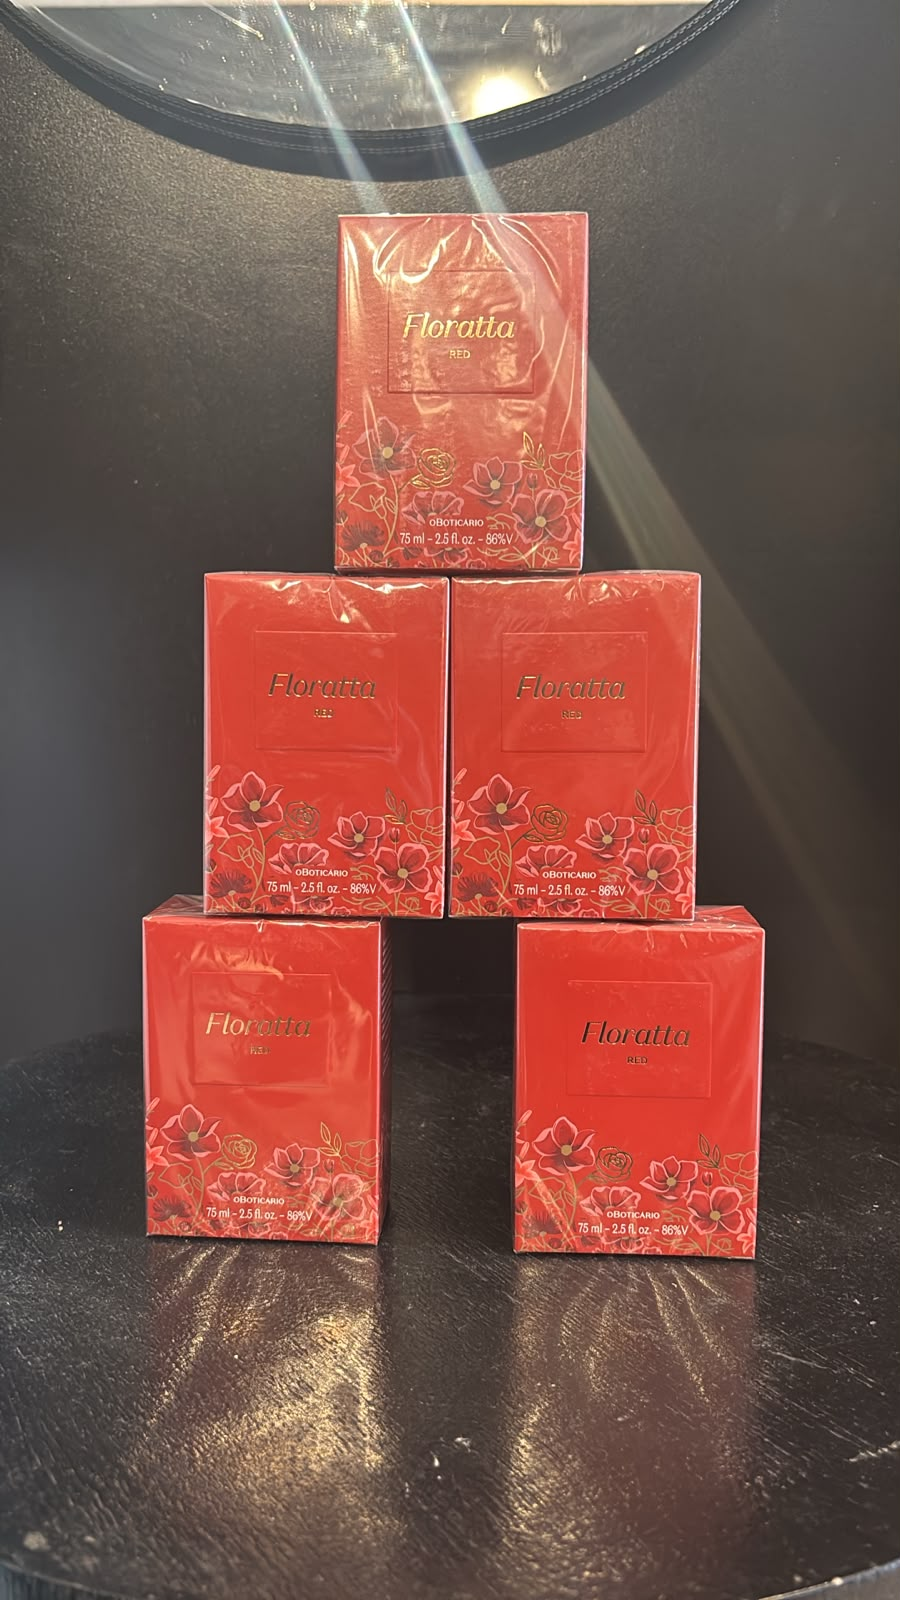 Floratta
RED
oBOTICÁRIO
75 ml – 2.5 fl. oz. – 86%V
Floratta
RED
oBOTICÁRIO
75 ml – 2.5 fl. oz. – 86%V
Floratta
RED
oBOTICÁRIO
75 ml – 2.5 fl. oz. – 86%V
Floratta
RED
oBOTICÁRIO
75 ml – 2.5 fl. oz. – 86%V
Floratta
RED
oBOTICÁRIO
75 ml – 2.5 fl. oz. – 86%V